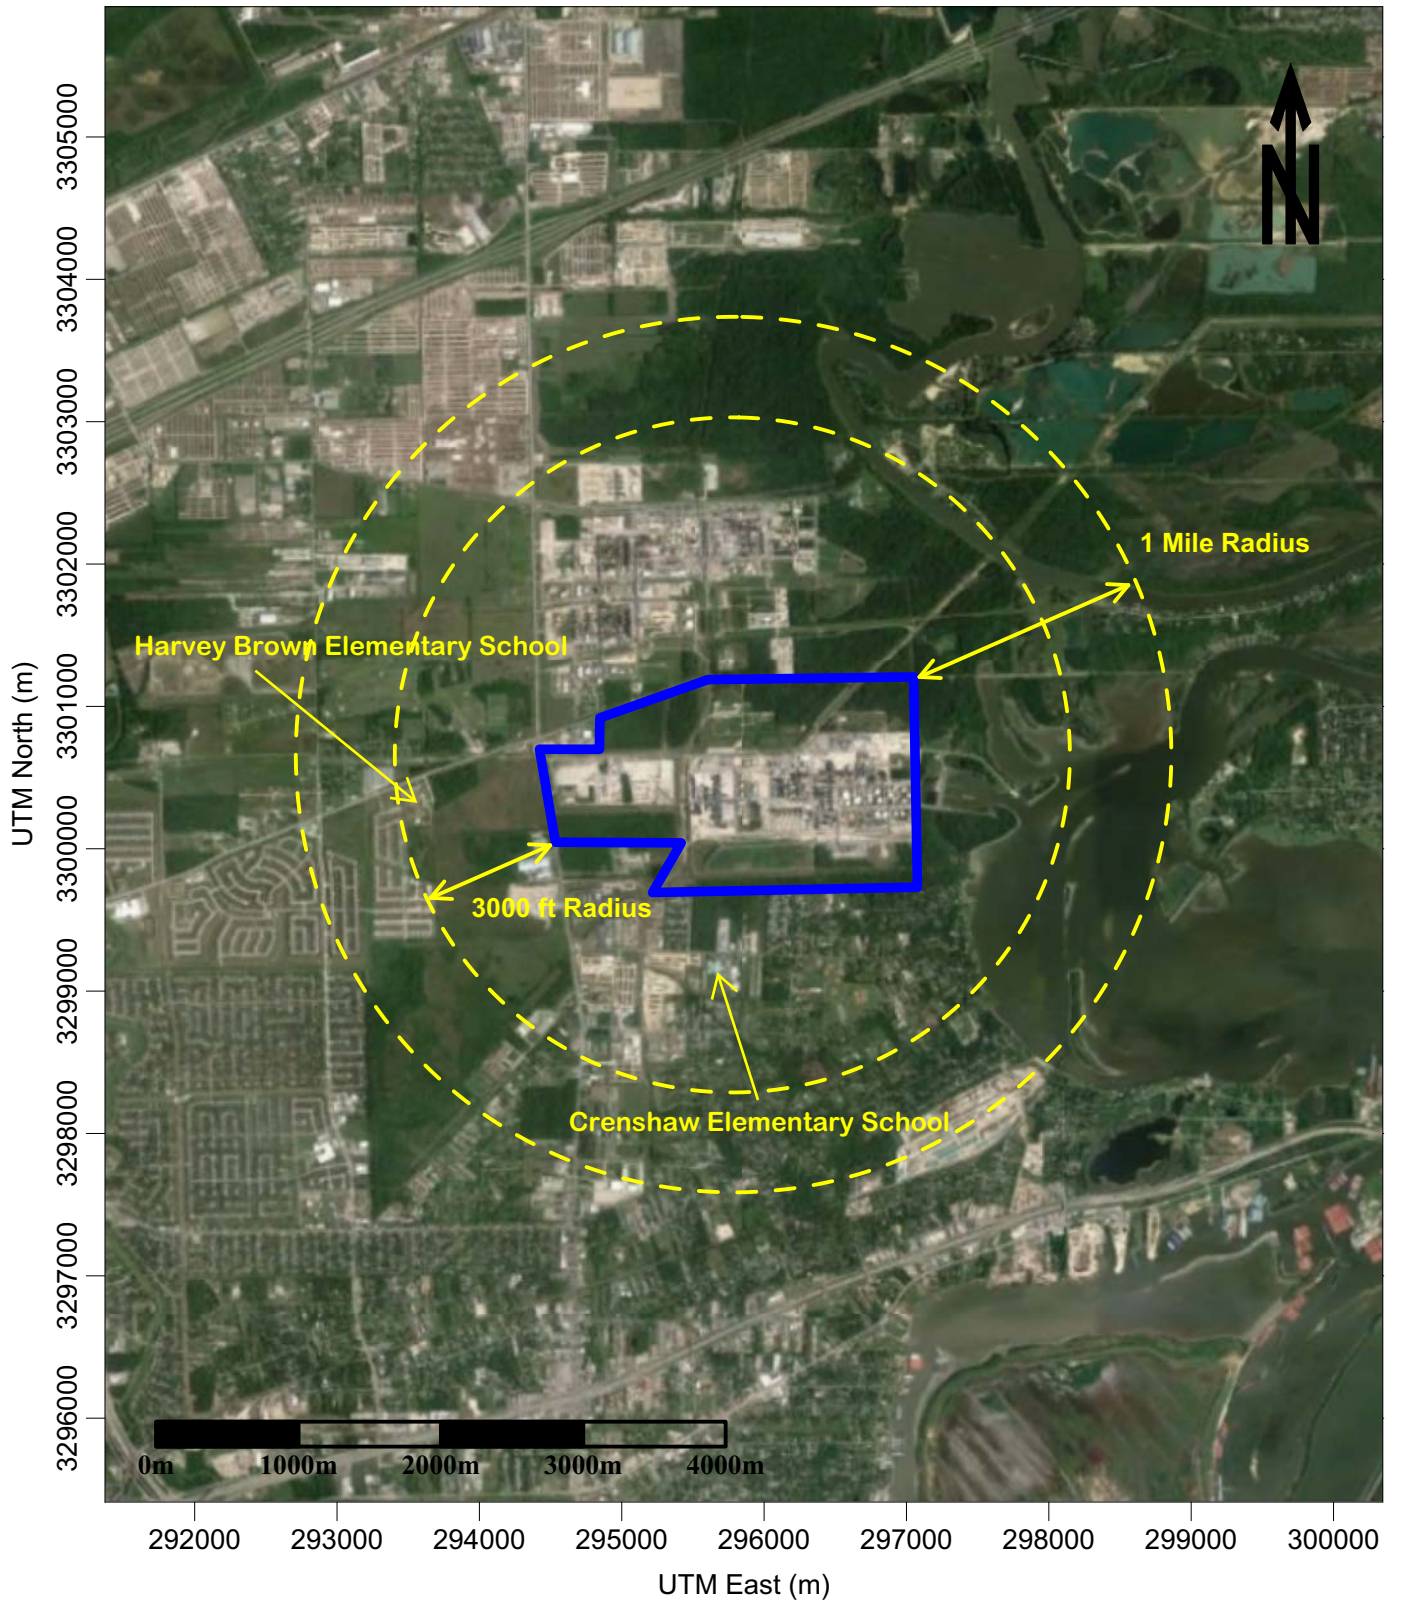 N
3305000
3304000
3303000
3302000
3301000
3300000
3299000
3298000
3297000
3296000
UTM North (m)
1 Mile Radius
Harvey Brown Elementary School
3000 ft Radius
Crenshaw Elementary School
0m 1000m 2000m 3000m 4000m
292000 293000 294000 295000 296000 297000 298000 299000 300000
UTM East (m)